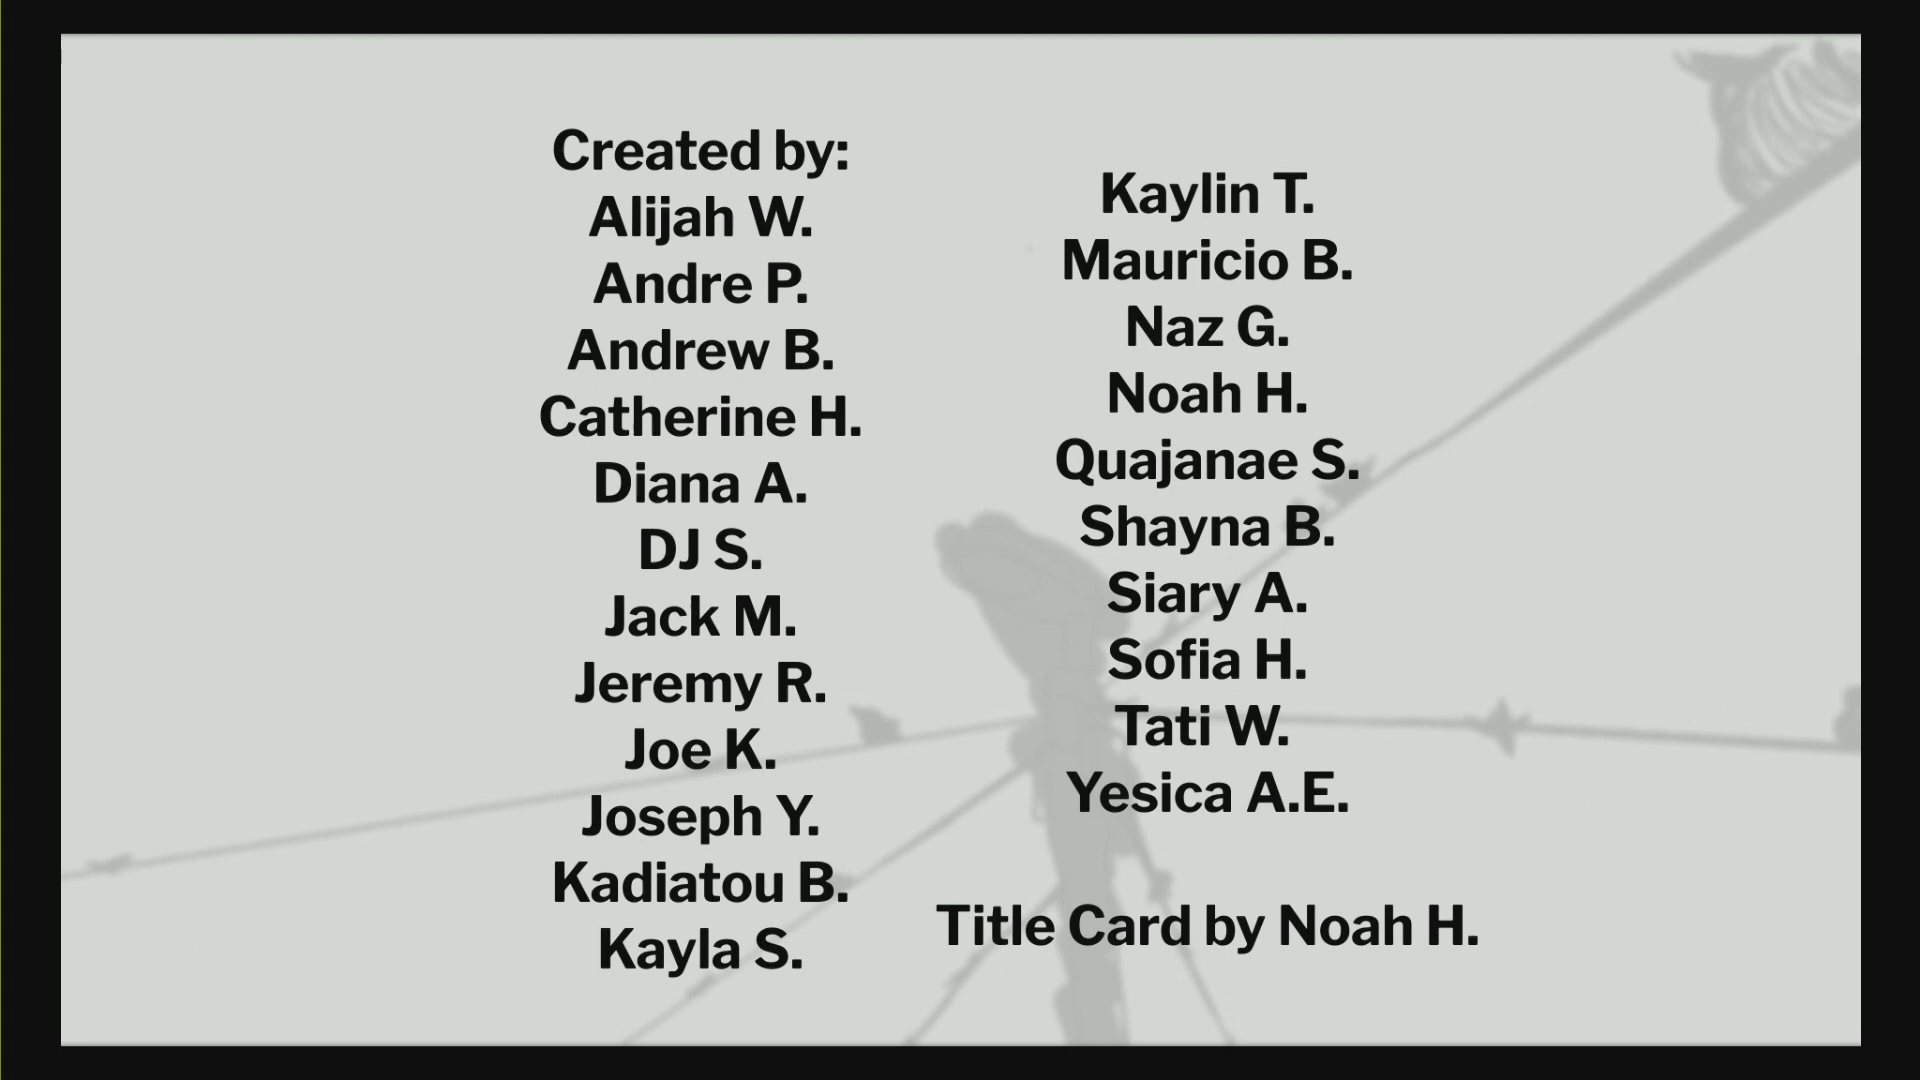 Created by:
Alijah W.
Andre P.
Andrew B.
Catherine H.
Diana A.
DJ S.
Jack M.
Jeremy R.
Joe K.
Joseph Y.
Kadiatou B.
Kayla S.
Kaylin T.
Mauricio B.
Naz G.
Noah H.
Quajanae S.
Shayna B.
Siary A.
Sofia H.
Tati W.
Yesica A.E.
Title Card by Noah H.